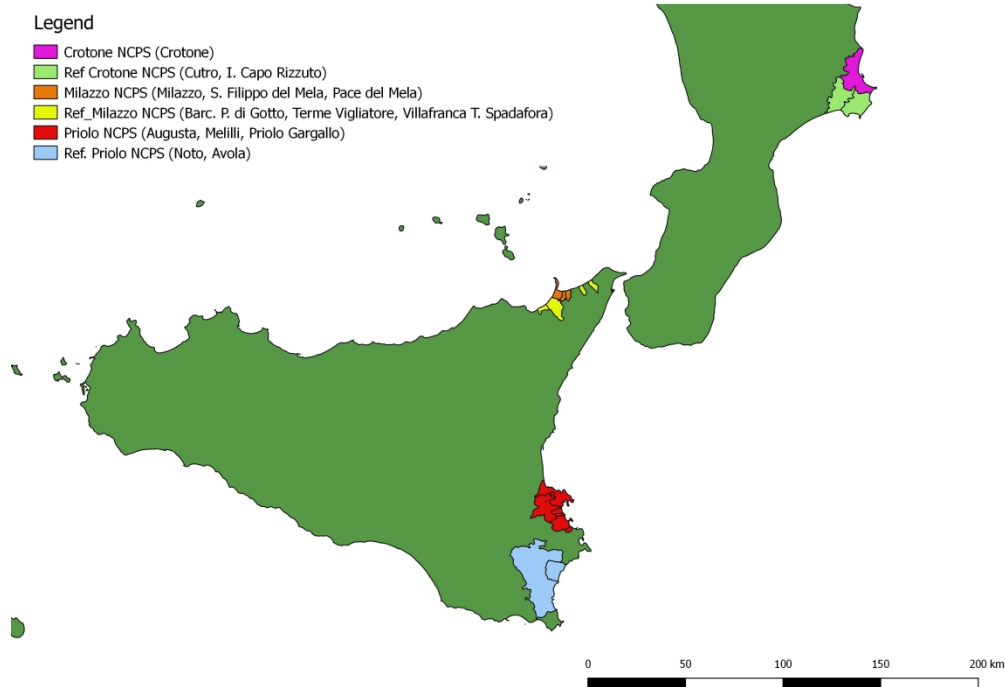 Legend
Crotone NCPS (Crotone)
Ref Crotone NCPS (Cutro, I. Capo Rizzuto)
Milazzo NCPS (Milazzo, S. Filippo del Mela, Pace del Mela)
Ref_Milazzo NCPS (Barc. P. di Gotto, Terme Vigliatore, Villafranca T. Spadafora)
Priolo NCPS (Augusta, Melilli, Priolo Gargallo)
Ref. Priolo NCPS (Noto, Avola)
0 50 100 150 200 km